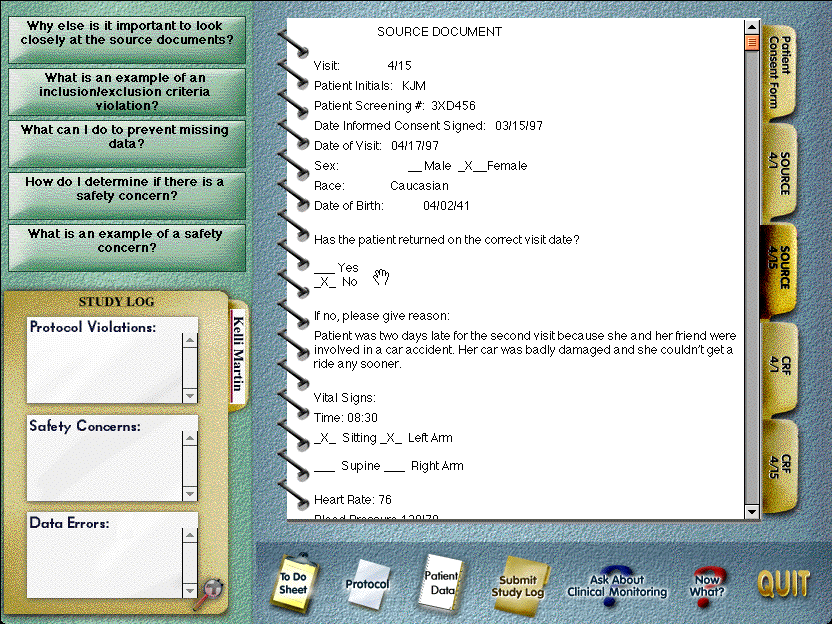 Why else is it important to look
closely at the source documents?
What is an example of an
inclusion/exclusion criteria
violation?
What can I do to prevent missing
data?
How do I determine if there is a
safety concern?
What is an example of a safety
concern?
STUDY LOG
Kelli Martin
Protocol Violations:
Safety Concerns:
Data Errors:
SOURCE DOCUMENT
Visit: 4/15
Patient Initials: KJM
Patient Screening #: 3XD456
Date Informed Consent Signed: 03/15/97
Date of Visit: 04/17/97
Sex: __ Male _X__Female
Race: Caucasian
Date of Birth: 04/02/41
Has the patient returned on the correct visit date?
___ Yes
_X_ No
If no, please give reason:
Patient was two days late for the second visit because she and her friend were
involved in a car accident. Her car was badly damaged and she couldn't get a
ride any sooner.
Vital Signs:
Time: 08:30
_X_ Sitting _X_ Left Arm
___ Supine ___ Right Arm
Heart Rate: 76
Blood Pressure 120/70
Patient
Consent Form
SOURCE
4/1
SOURCE
4/15
CRF
4/1
CRF
4/15
To Do
Sheet
Protocol
Patient
Data
Submit
Study Log
Ask About
Clinical Monitoring
Now
What?
QUIT